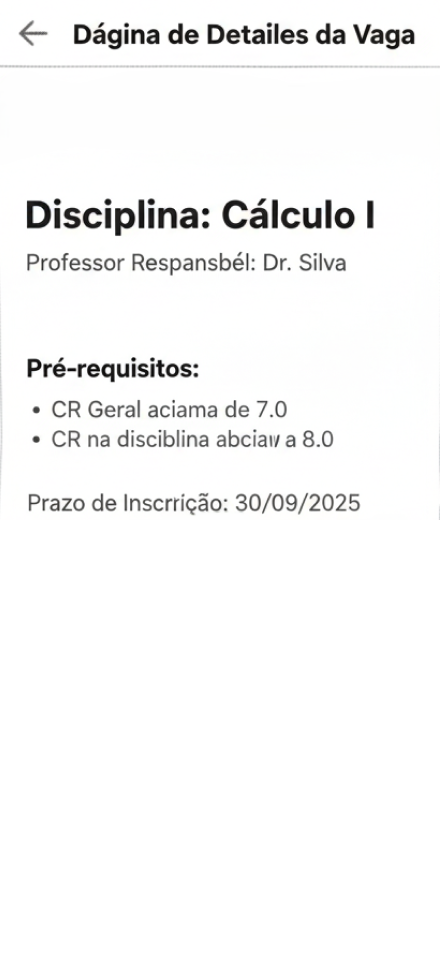 Dágina de Detailes da Vaga
Disciplina: Cálculo I
Professor Respansbél: Dr. Silva
Pré-requisitos:
• CR Geral aciama de 7.0
• CR na disciblina abciaw a 8.0
Prazo de Inscrrição: 30/09/2025